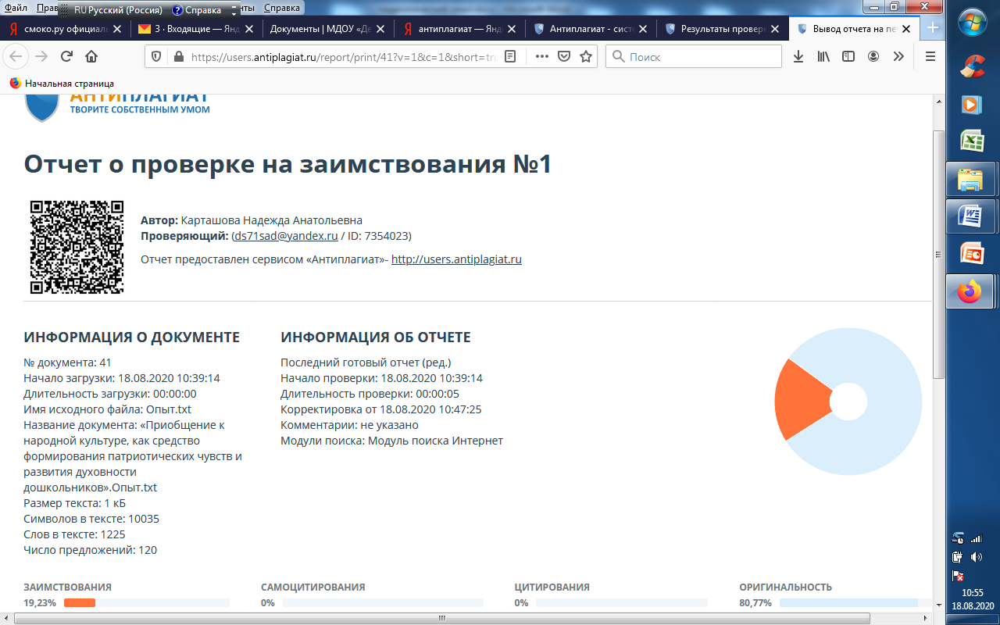 Файл
Прав
RU Русский (Россия)
Справка
нты
Справка
смоко.ру официаль
3 · Входящие — Янд
Документы | МДОУ «Де
антиплагиат — Янд
Антиплагиат - сист
Результаты проверк
Вывод отчета на пе
https://users.antiplagiat.ru/report/print/41?v=1&c=1&short=tru
Поиск
Начальная страница
АНТИПЛАГИАТ
ТВОРИТЕ СОБСТВЕННЫМ УМОМ
Отчет о проверке на заимствования №1
Автор: Карташова Надежда Анатольевна
Проверяющий: (ds71sad@yandex.ru / ID: 7354023)
Отчет предоставлен сервисом «Антиплагиат»- http://users.antiplagiat.ru
ИНФОРМАЦИЯ О ДОКУМЕНТЕ
№ документа: 41
Начало загрузки: 18.08.2020 10:39:14
Длительность загрузки: 00:00:00
Имя исходного файла: Опыт.txt
Название документа: «Приобщение к
народной культуре, как средство
формирования патриотических чувств и
развития духовности
дошкольников».Опыт.txt
Размер текста: 1 кБ
Cимволов в тексте: 10035
Слов в тексте: 1225
Число предложений: 120
ИНФОРМАЦИЯ ОБ ОТЧЕТЕ
Последний готовый отчет (ред.)
Начало проверки: 18.08.2020 10:39:14
Длительность проверки: 00:00:05
Корректировка от 18.08.2020 10:47:25
Комментарии: не указано
Модули поиска: Модуль поиска Интернет
ЗАИМСТВОВАНИЯ
19,23%
САМОЦИТИРОВАНИЯ
0%
ЦИТИРОВАНИЯ
0%
ОРИГИНАЛЬНОСТЬ
80,77%
10:55
18.08.2020